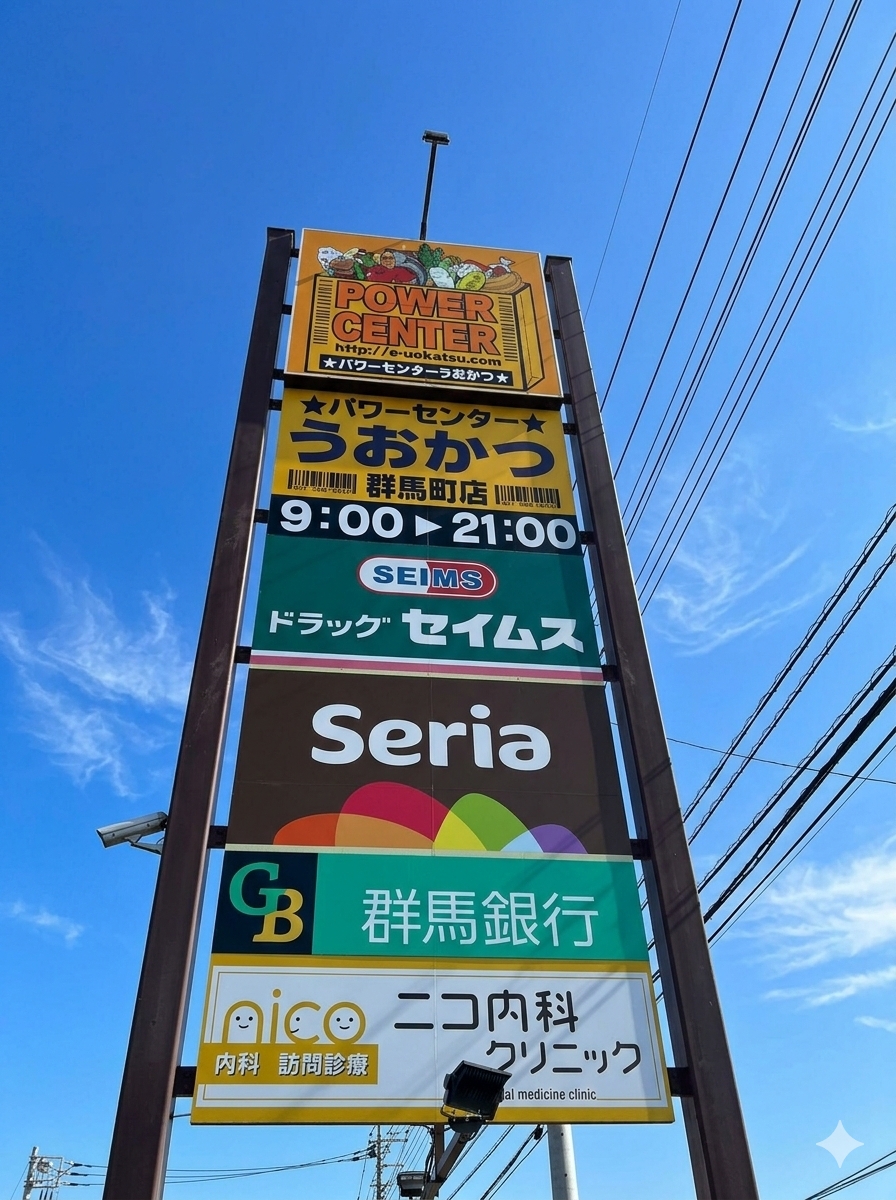 POWER
CENTER
http://e-uokatsu.com
★パワーセンターうおかつ★
★パワーセンター★
うおかつ
群馬町店
9:00▶21:00
SEIMS
ドラッグ セイムス
Seria
GB 群馬銀行
nico ニコ内科
クリニック
内科 訪問診療
medicine clinic